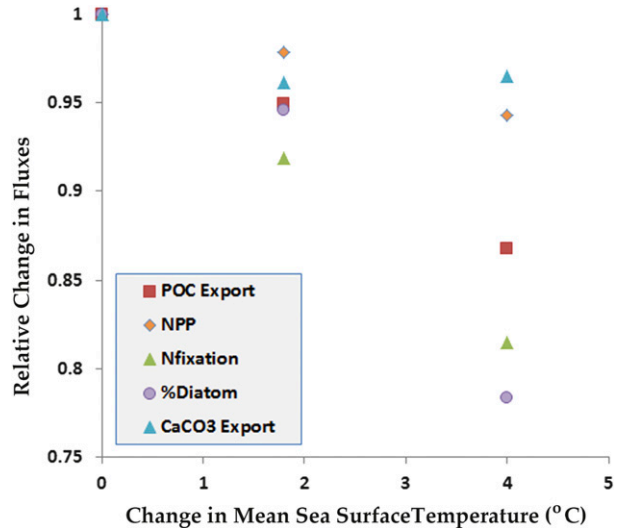 1
0.95
0.9
0.85
0.8
0.75
Relative Change in Fluxes
POC Export
NPP
Nfixation
%Diatom
CaCO3 Export
0 1 2 3 4 5
Change in Mean Sea SurfaceTemperature (°C)